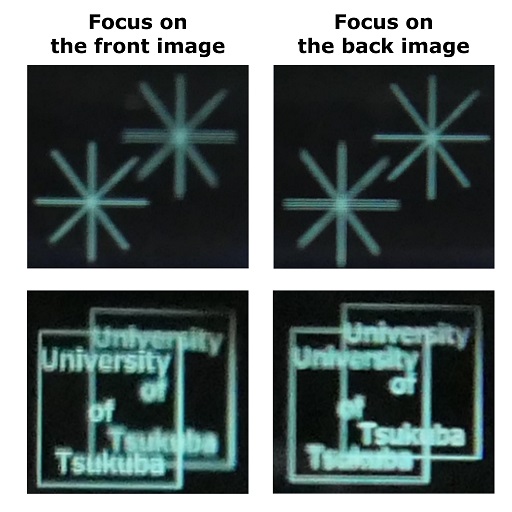 Focus on
the front image
Focus on
the back image
University
University
of
of
Tsukuba
Tsukuba
University
University
of
of
Tsukuba
Tsukuba